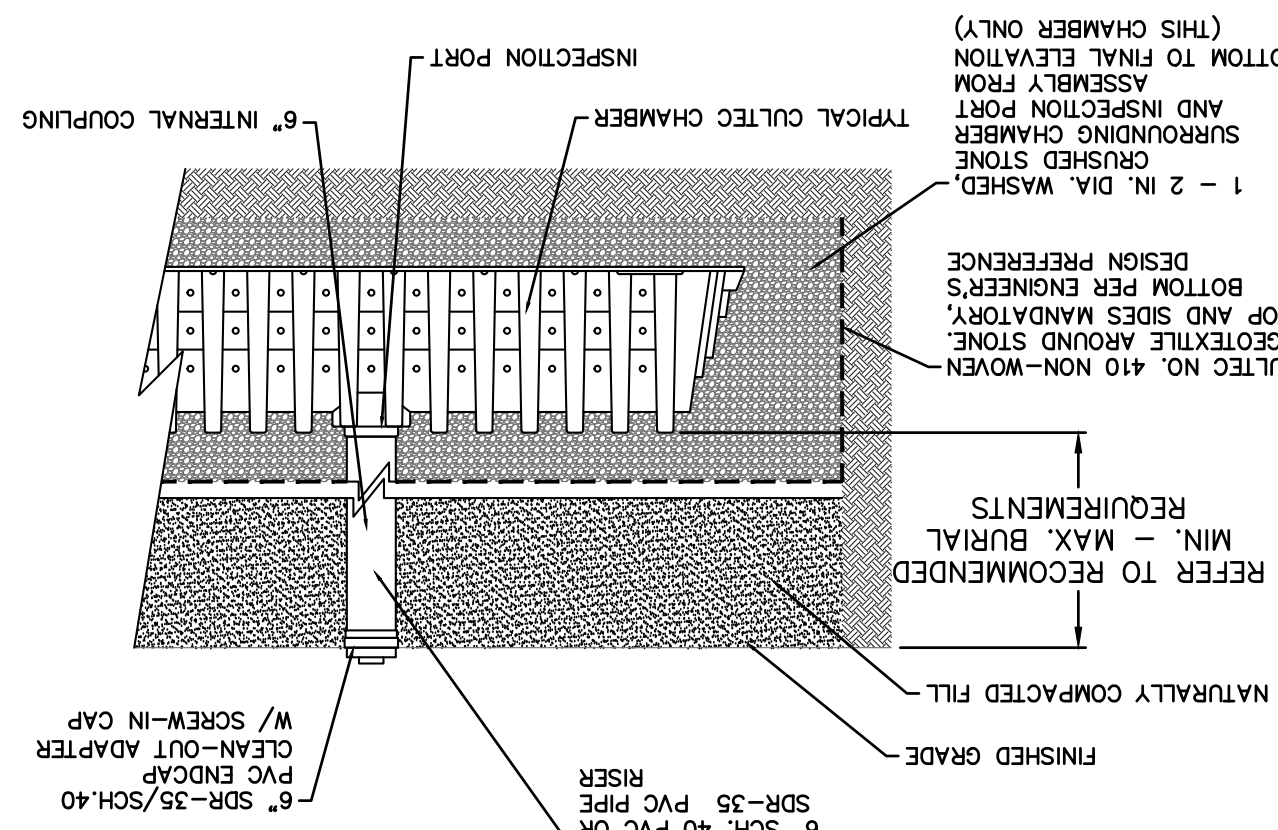 6 SCH. 40 PVC OR
SDR-35 PVC PIPE
RISER
6" SDR-35/SCH.40
PVC ENDCAP
CLEAN-OUT ADAPTER
W/ SCREW-IN CAP
FINISHED GRADE
NATURALLY COMPACTED FILL
REFER TO RECOMMENDED
MIN. - MAX. BURIAL
REQUIREMENTS
ULTEC NO. 410 NON-WOVEN
GEOTEXTILE AROUND STONE.
OP AND SIDES MANDATORY,
BOTTOM PER ENGINEER'S
DESIGN PREFERENCE
1 - 2 IN. DIA. WASHED,
CRUSHED STONE
SURROUNDING CHAMBER
AND INSPECTION PORT
ASSEMBLY FROM
OTTOM TO FINAL ELEVATION
(THIS CHAMBER ONLY)
TYPICAL CULTEC CHAMBER
6" INTERNAL COUPLING
INSPECTION PORT